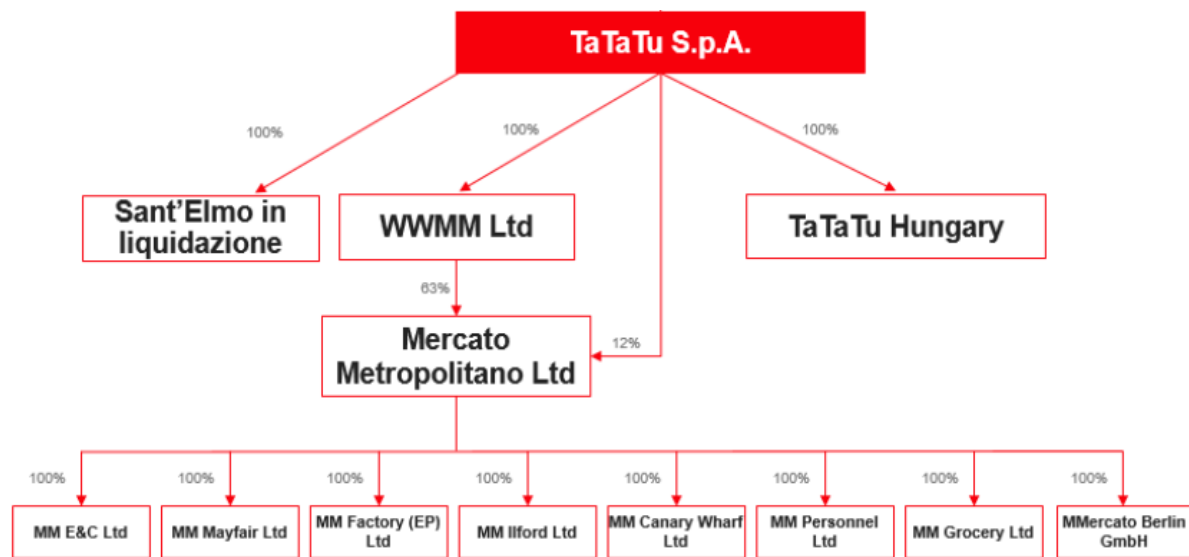 TaTaTu S.p.A.
100%
100%
100%
Sant'Elmo in
liquidazione
WWMM Ltd
TaTaTu Hungary
63%
Mercato
Metropolitano Ltd
12%
100%
100%
100%
100%
100%
100%
100%
100%
MM E&C Ltd
MM Mayfair Ltd
MM Factory (EP)
Ltd
MM Ilford Ltd
MM Canary Wharf
Ltd
MM Personnel
Ltd
MM Grocery Ltd
MMercato Berlin
GmbH